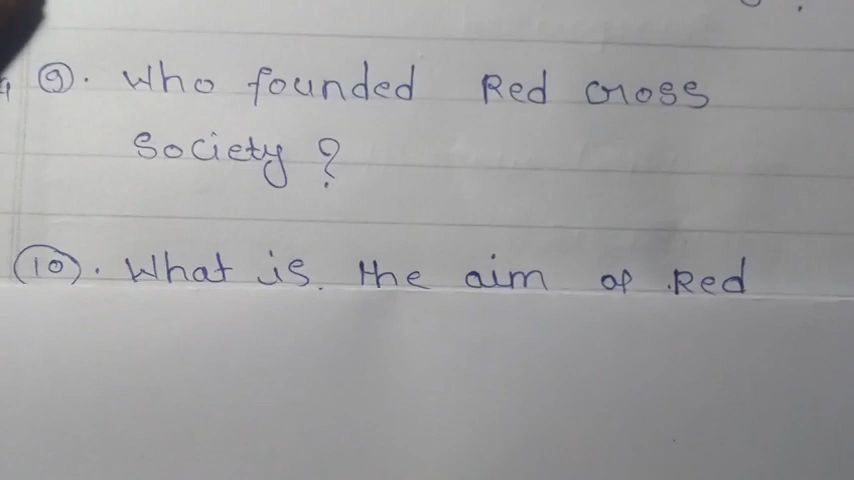 9. Who founded Red cross
Society ?
10. What is the aim of Red